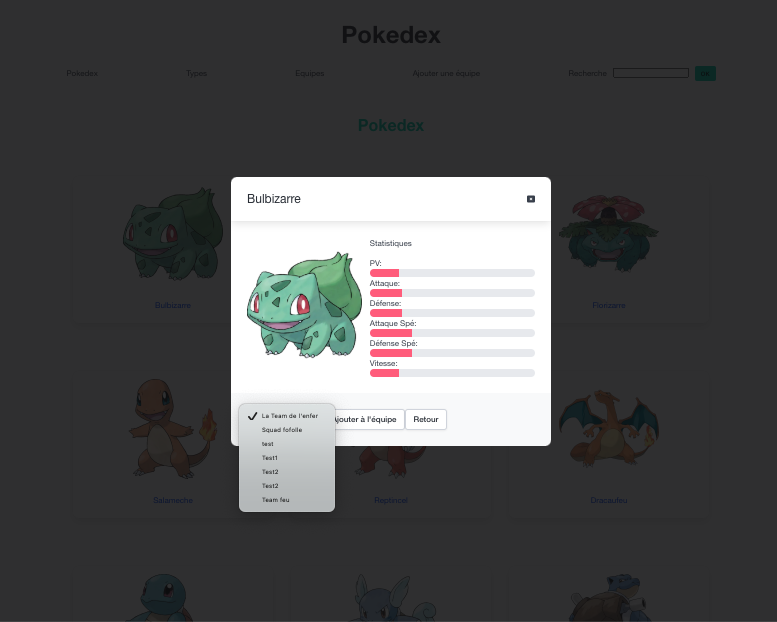 Pokedex
Pokedex Types Equipes Ajouter une équipe Recherche
Pokedex
Bulbizarre
Statistiques
PV:
Attaque:
Défense:
Attaque Spé:
Défense Spé:
Vitesse:
Bulbizarre
Florizarre
La Team de l'enfer
Squad fofolle
test
Test1
Test2
Test2
Team feu
Ajouter à l'équipe Retour
Salameche
Reptincel
Dracaufeu